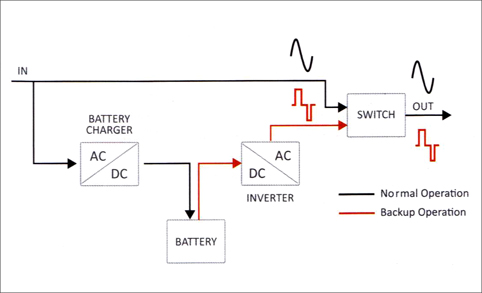 IN
BATTERY
CHARGER
AC
DC
BATTERY
AC
DC
INVERTER
SWITCH
OUT
Normal Operation
Backup Operation